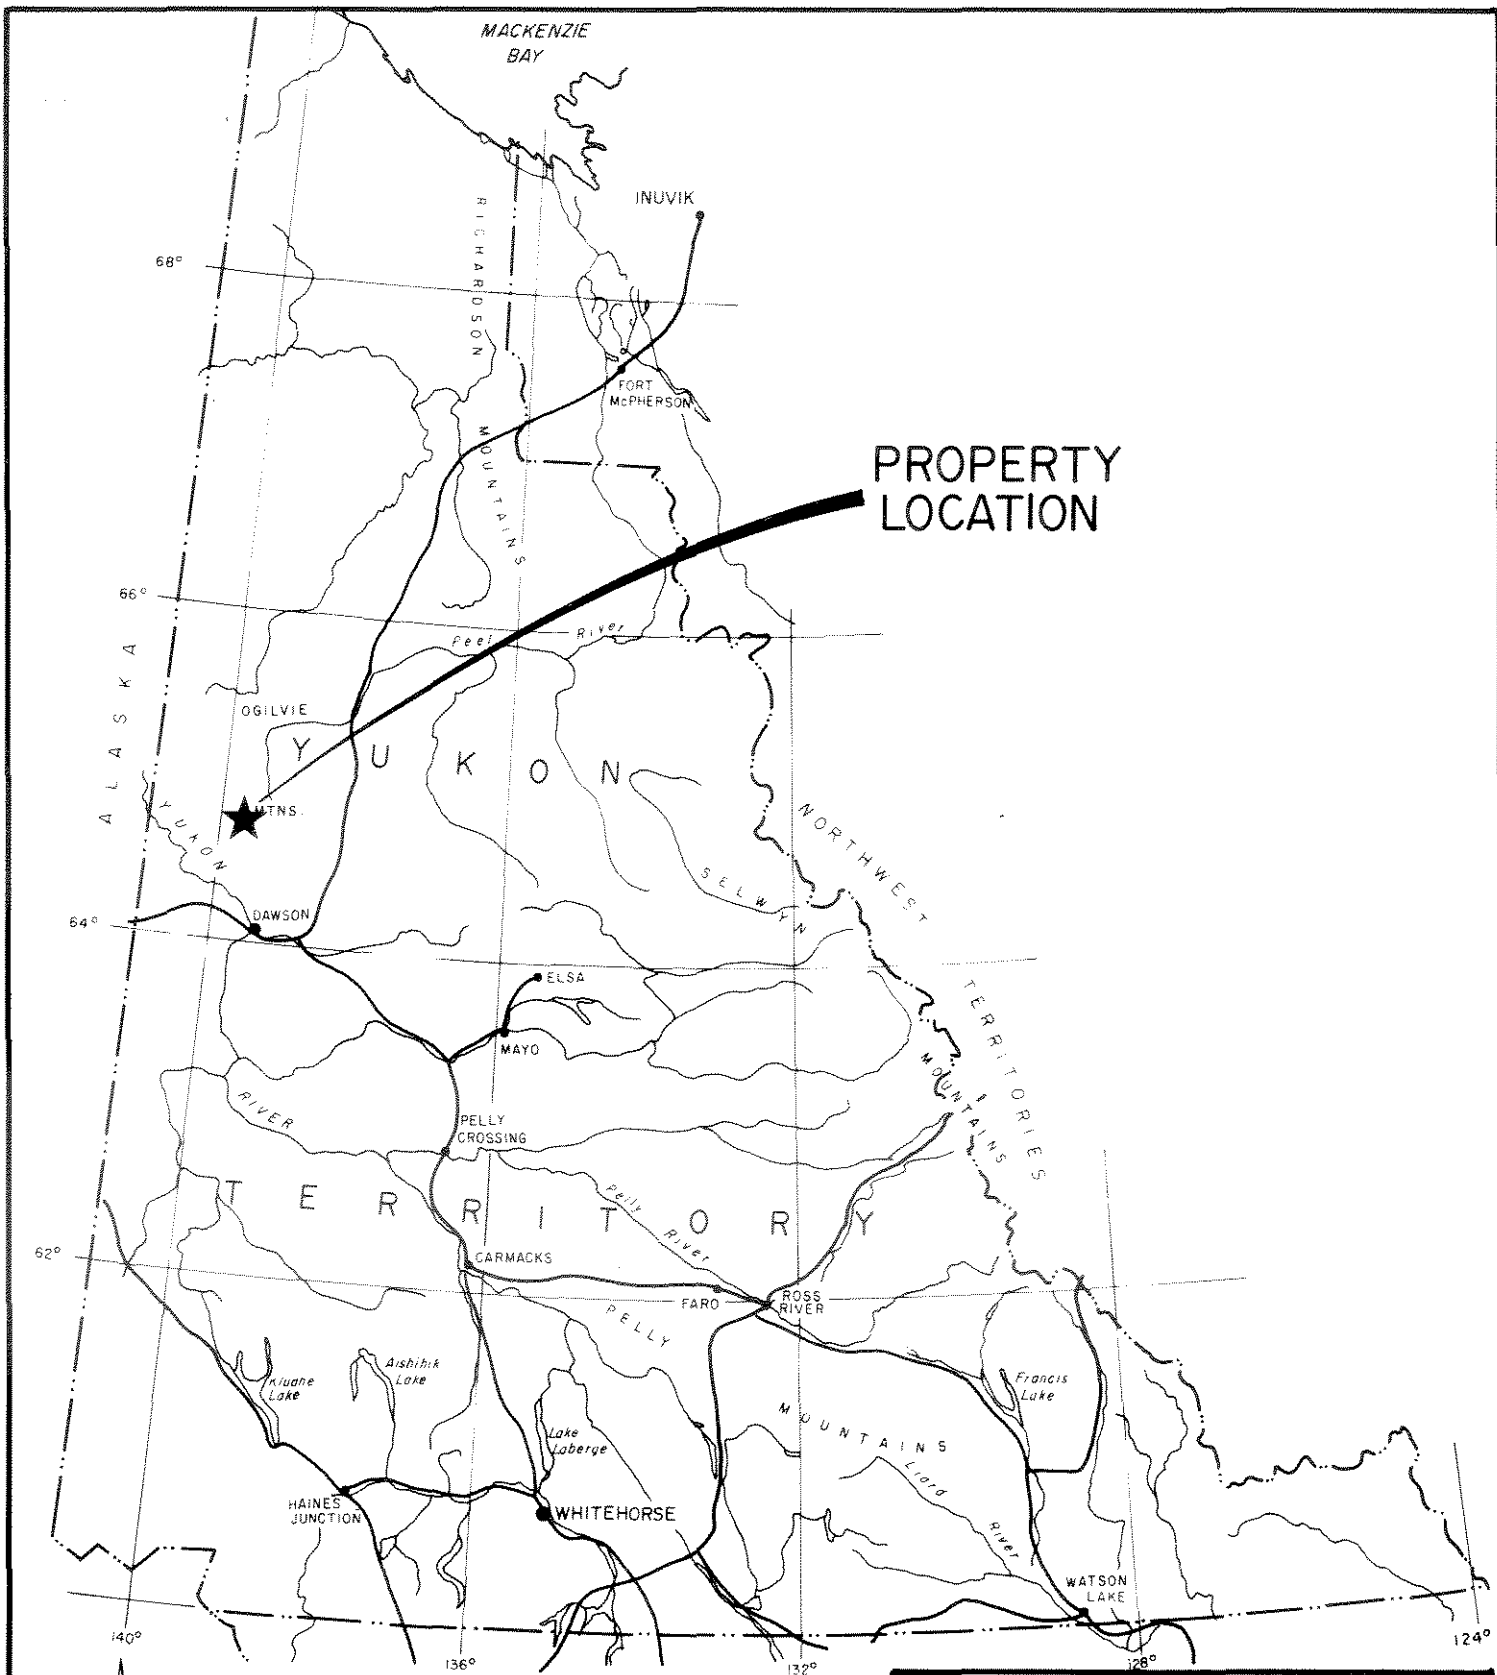 MACKENZIE
BAY
INUVIK
RICHARDSON
68°
FORT
McPHERSON
MOUNTAINS
PROPERTY
LOCATION
66°
Peel River
ALASKA
OGILVIE
YUKON
MTNS.
YUKON
NORTHWEST
SELWYN
64°
DAWSON
ELSA
TERRITORIES
MAYO
MOUNTAINS
RIVER
PELLY
CROSSING
TERRITORY
Pelly River
62°
CARMACKS
FARO
ROSS
RIVER
PELLY
Kluane
Lake
Aishihik
Lake
Francis
Lake
MOUNTAINS
Lake
Laberge
Liard River
HAINES
JUNCTION
WHITEHORSE
WATSON
LAKE
140°
136°
132°
128°
124°